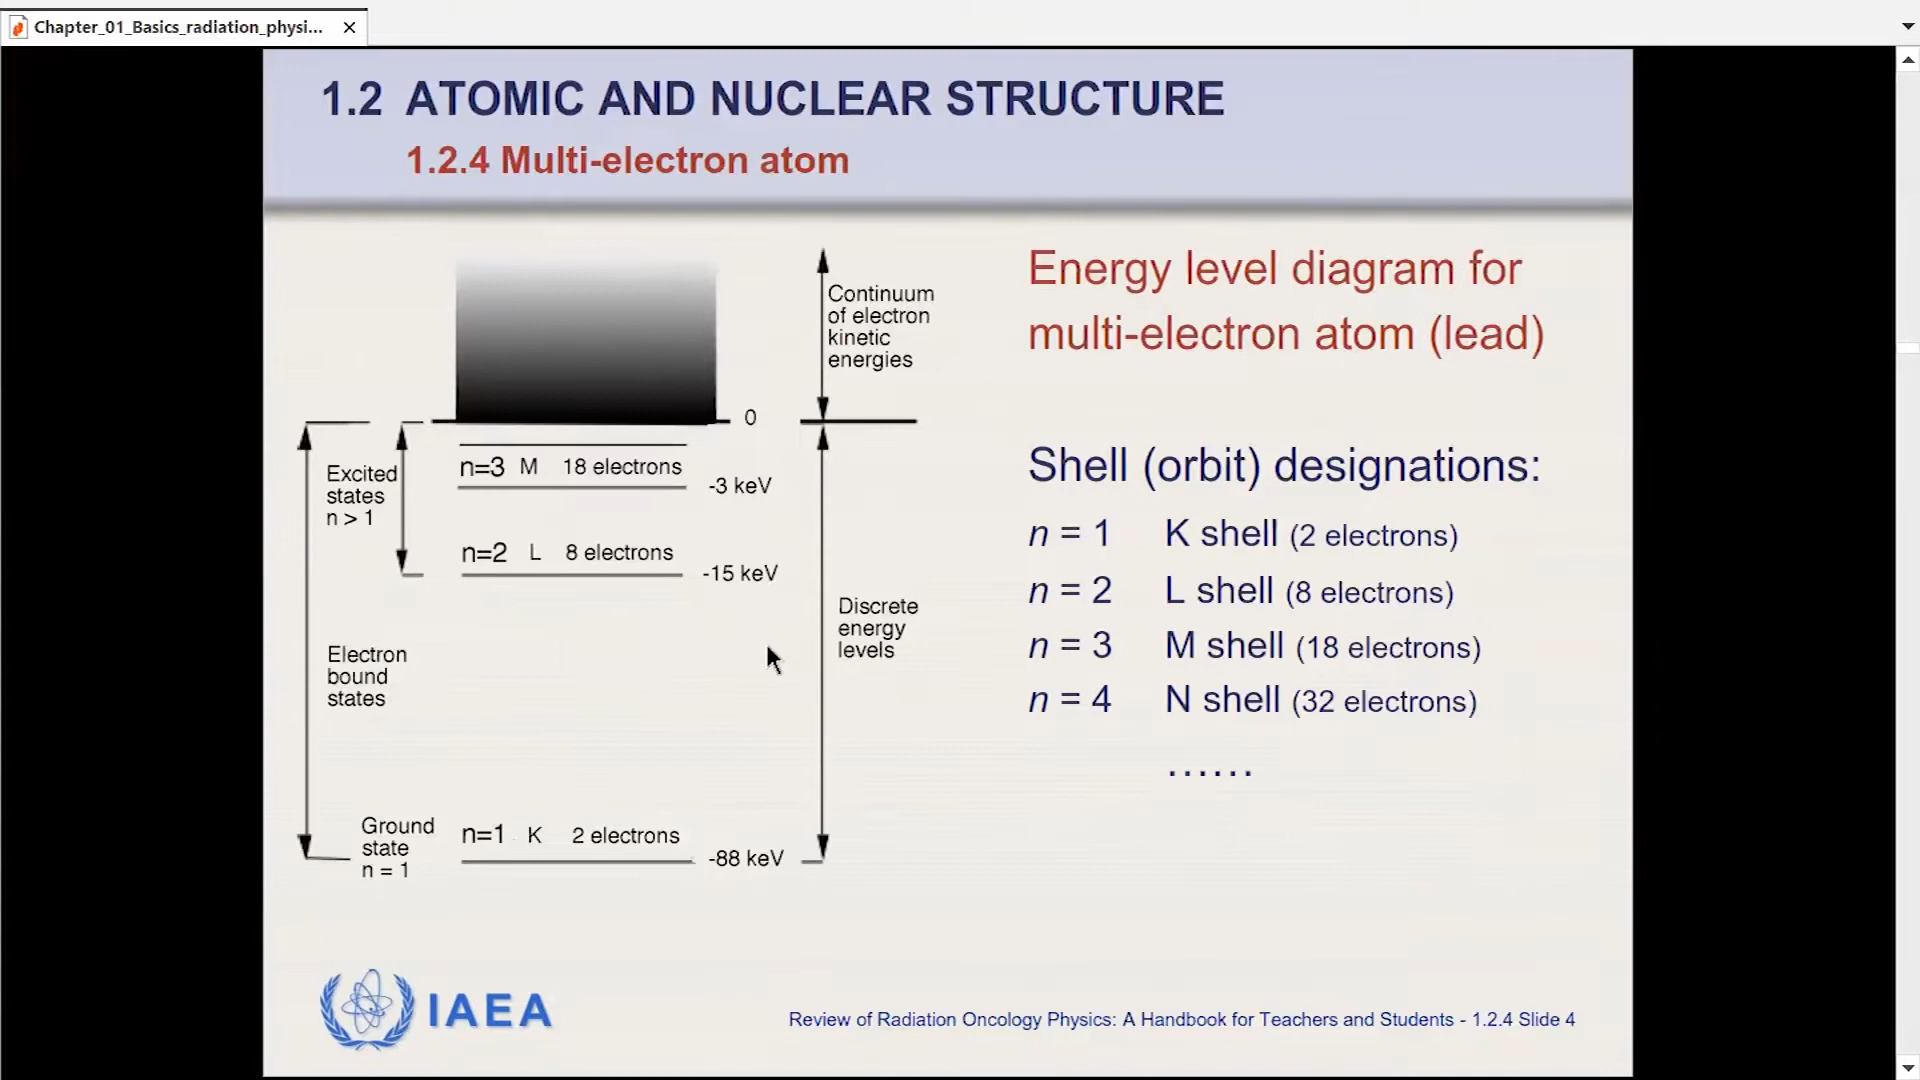 Chapter_01_Basics_radiation_physi...
1.2 ATOMIC AND NUCLEAR STRUCTURE
1.2.4 Multi-electron atom
Continuum
of electron
kinetic
energies
0
Excited
states
n > 1
n=3 M 18 electrons
-3 keV
n=2 L 8 electrons
-15 keV
Discrete
energy
levels
Electron
bound
states
Ground
state
n = 1
n=1 K 2 electrons
-88 keV
Energy level diagram for
multi-electron atom (lead)
Shell (orbit) designations:
n = 1 K shell (2 electrons)
n = 2 L shell (8 electrons)
n = 3 M shell (18 electrons)
n = 4 N shell (32 electrons)
......
IAEA
Review of Radiation Oncology Physics: A Handbook for Teachers and Students - 1.2.4 Slide 4